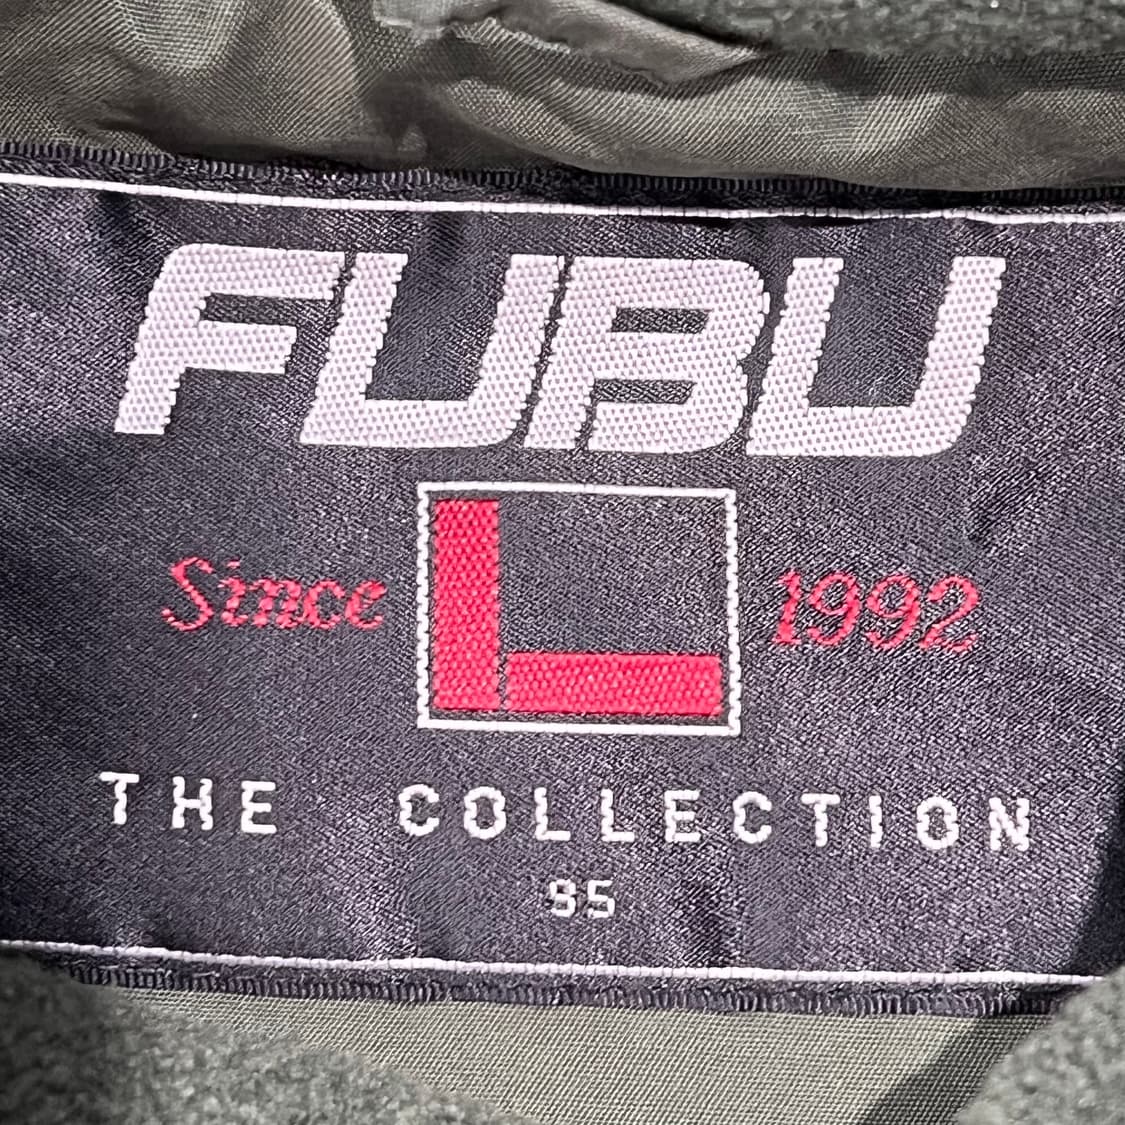 FUBU
Since L 1992
THE COLLECTION
95